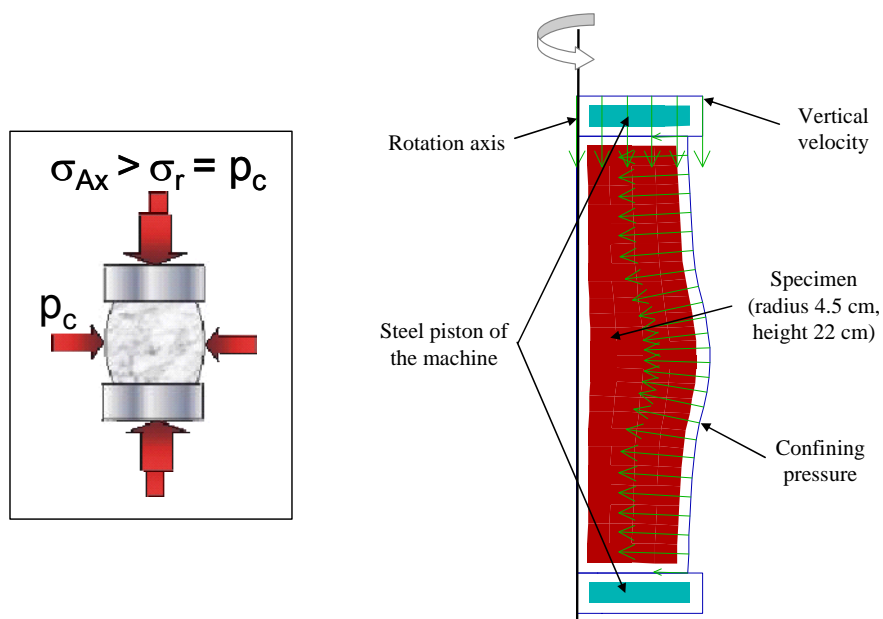 σAx > σr = pc
pc
Rotation axis
Vertical
velocity
Steel piston of
the machine
Specimen
(radius 4.5 cm,
height 22 cm)
Confining
pressure